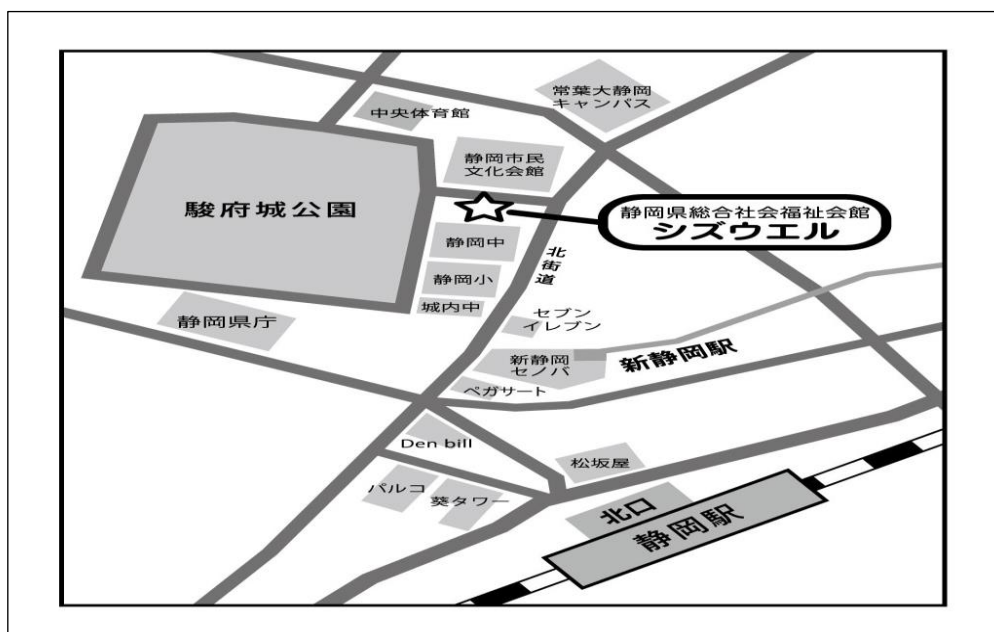 常葉大静岡
キャンパス
中央体育館
静岡市民
文化会館
駿府城公園
静岡県総合社会福祉会館
シズウエル
静岡中
北街道
静岡小
城内中
静岡県庁
セブン
イレブン
新静岡
セノバ
新静岡駅
ペガサート
Den bill
松坂屋
パルコ
葵タワー
北口
静岡駅